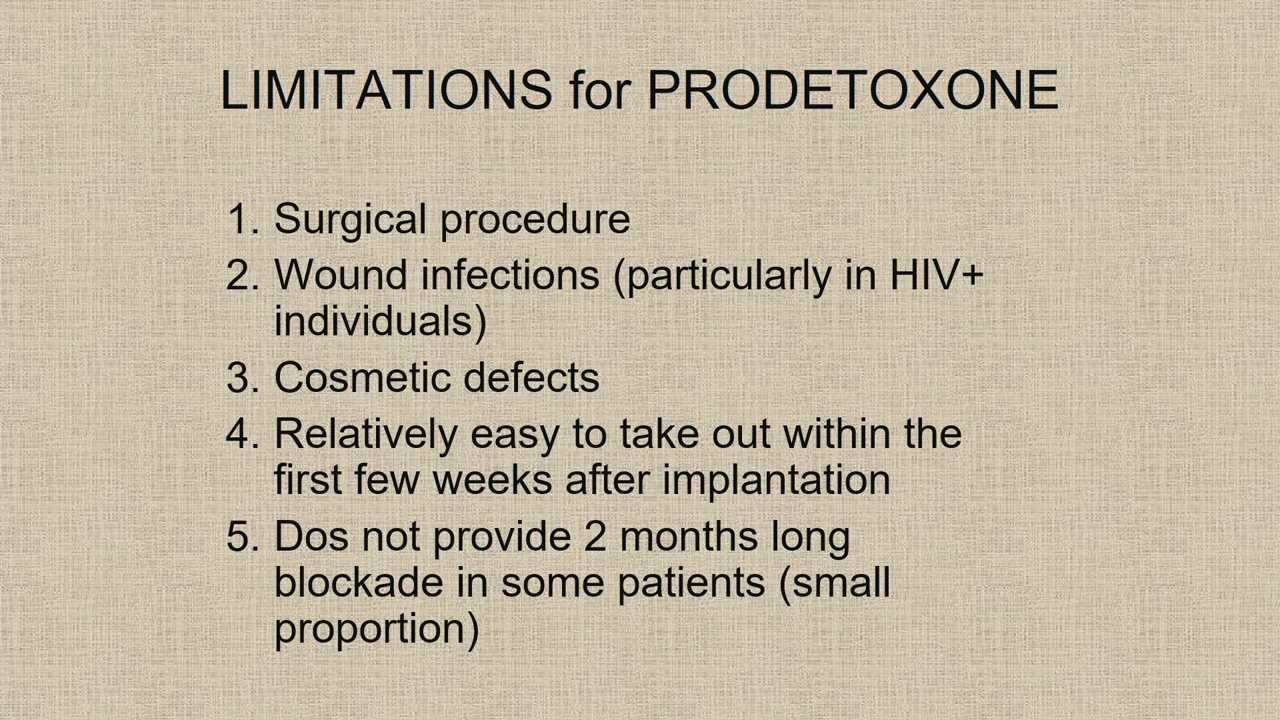 LIMITATIONS for PRODETOXONE
1. Surgical procedure
2. Wound infections (particularly in HIV+
individuals)
3. Cosmetic defects
4. Relatively easy to take out within the
first few weeks after implantation
5. Dos not provide 2 months long
blockade in some patients (small
proportion)